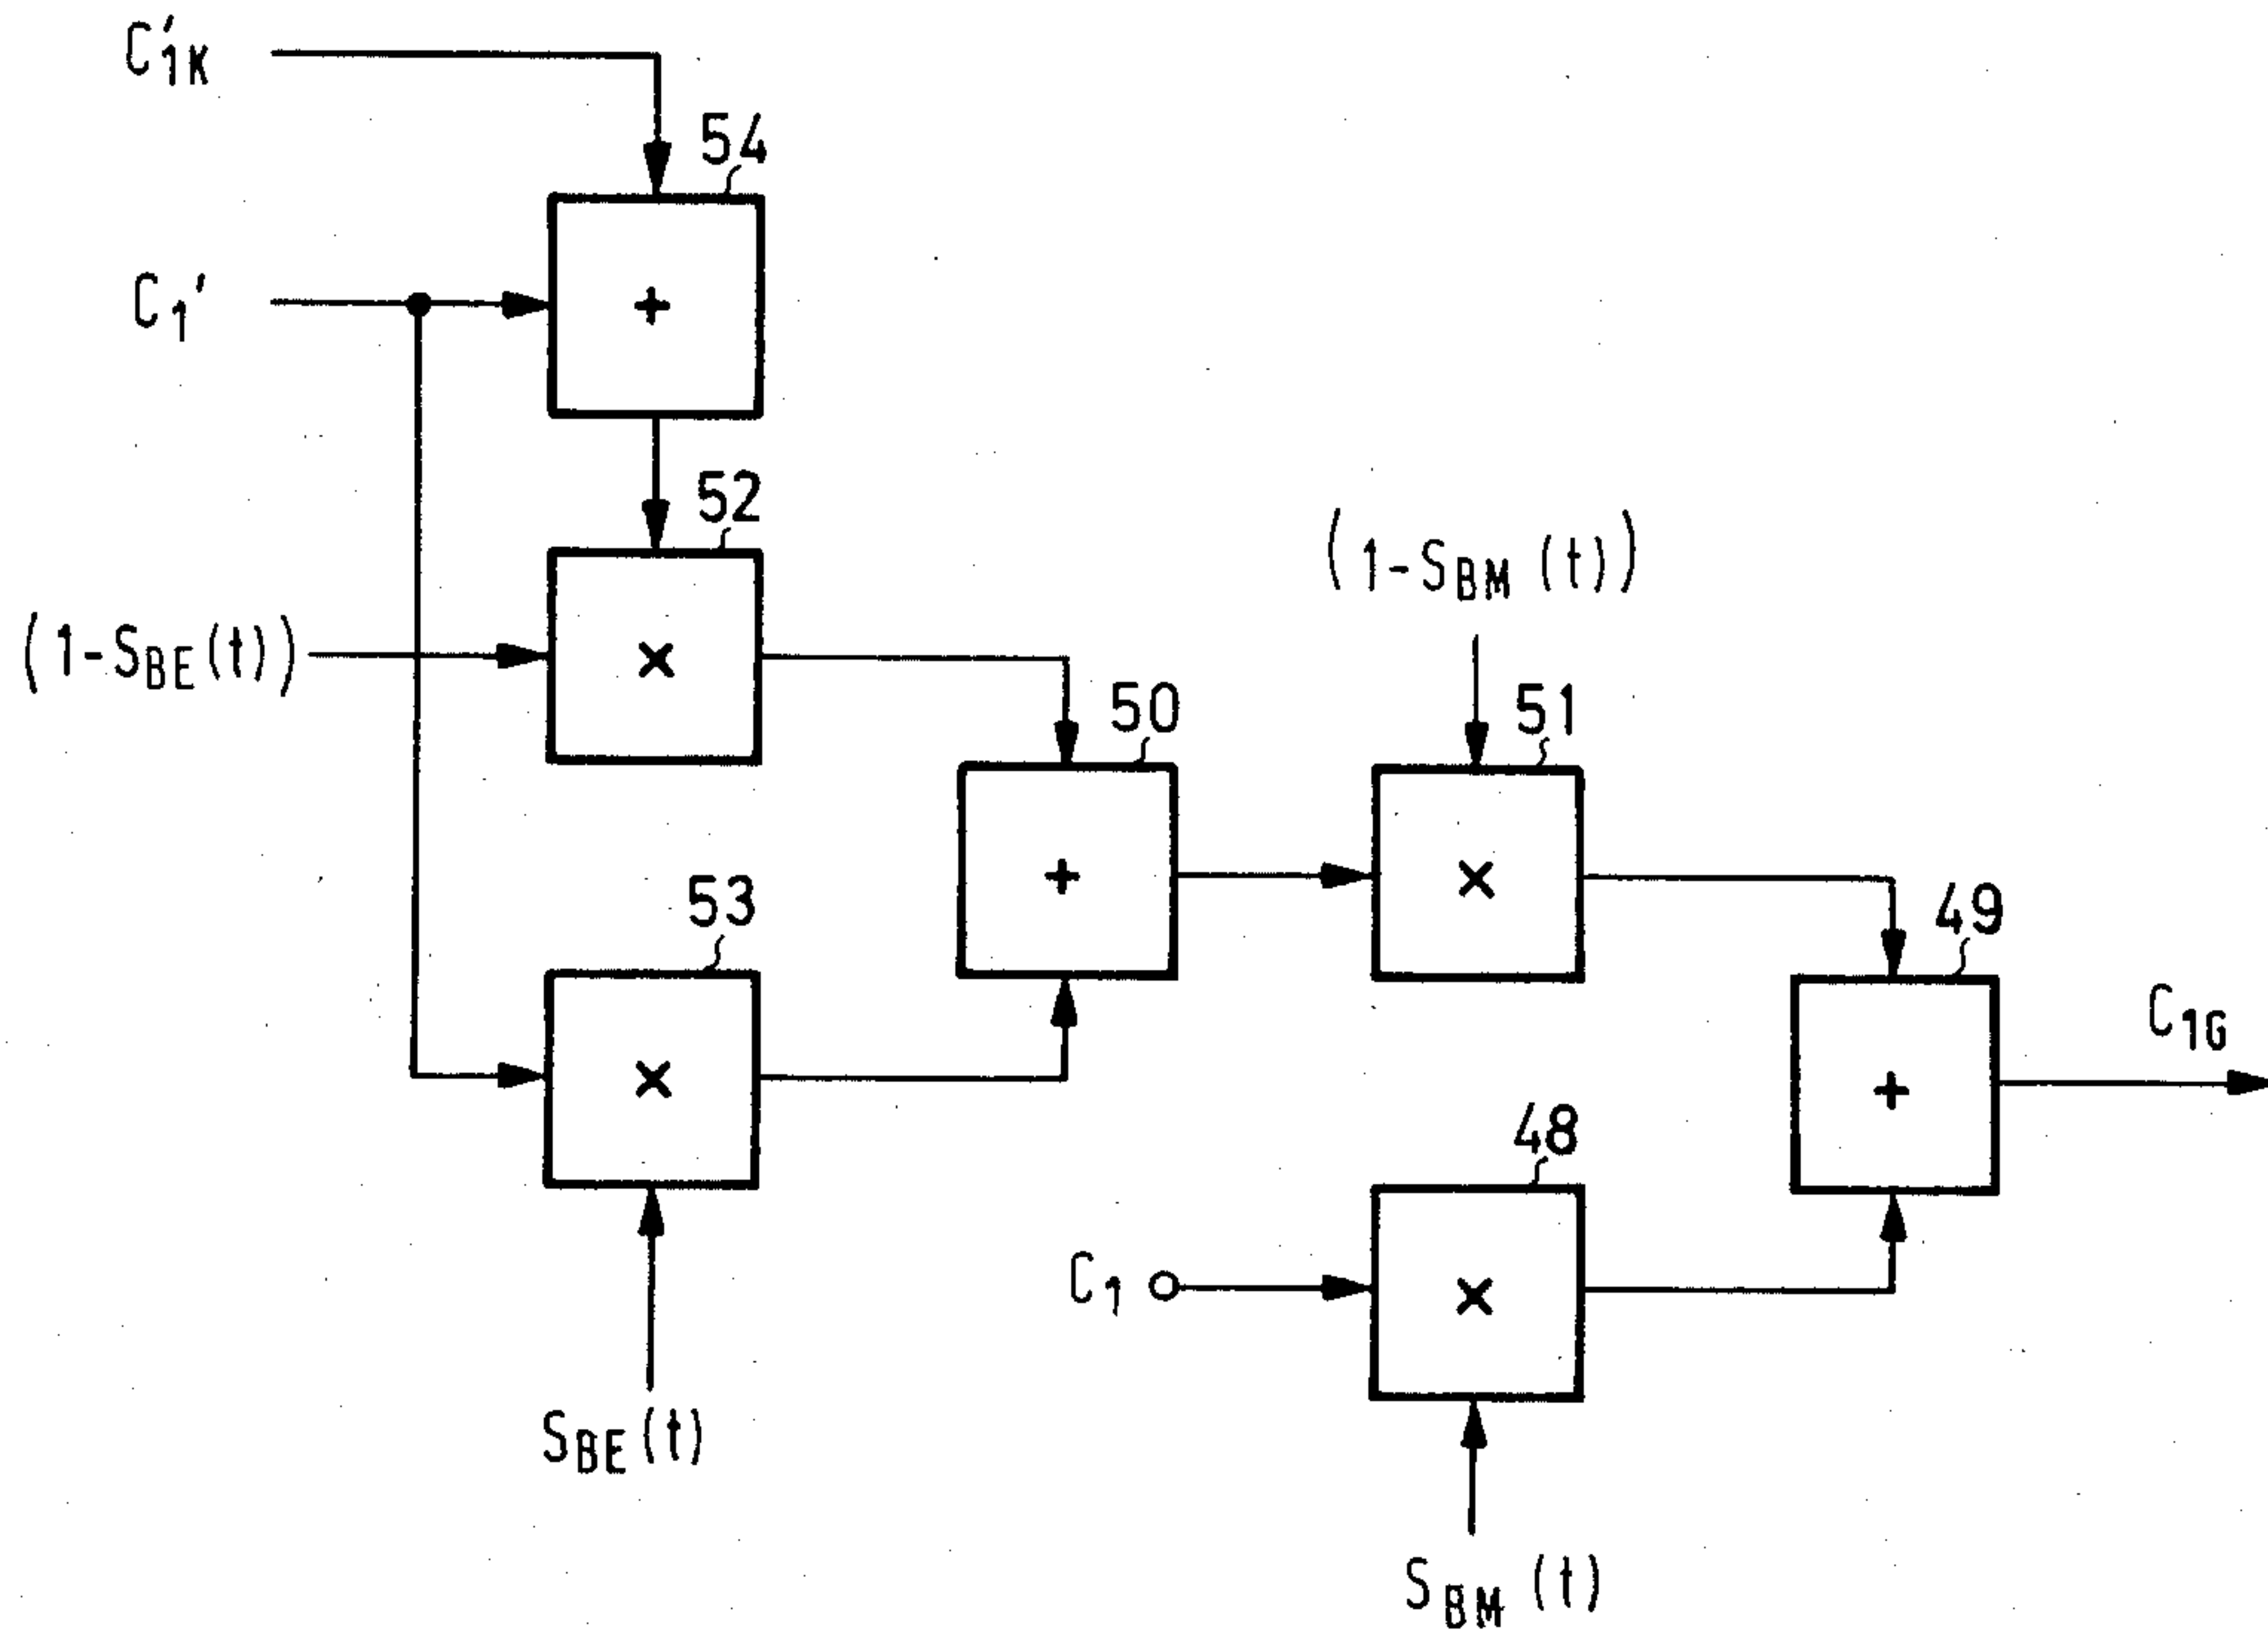 C'1K
54
C1'
+
52
(1-SBM(t))
(1-SBE(t))
×
50
51
53
+
×
49
C1G
×
+
48
C1
×
SBE(t)
SBM(t)